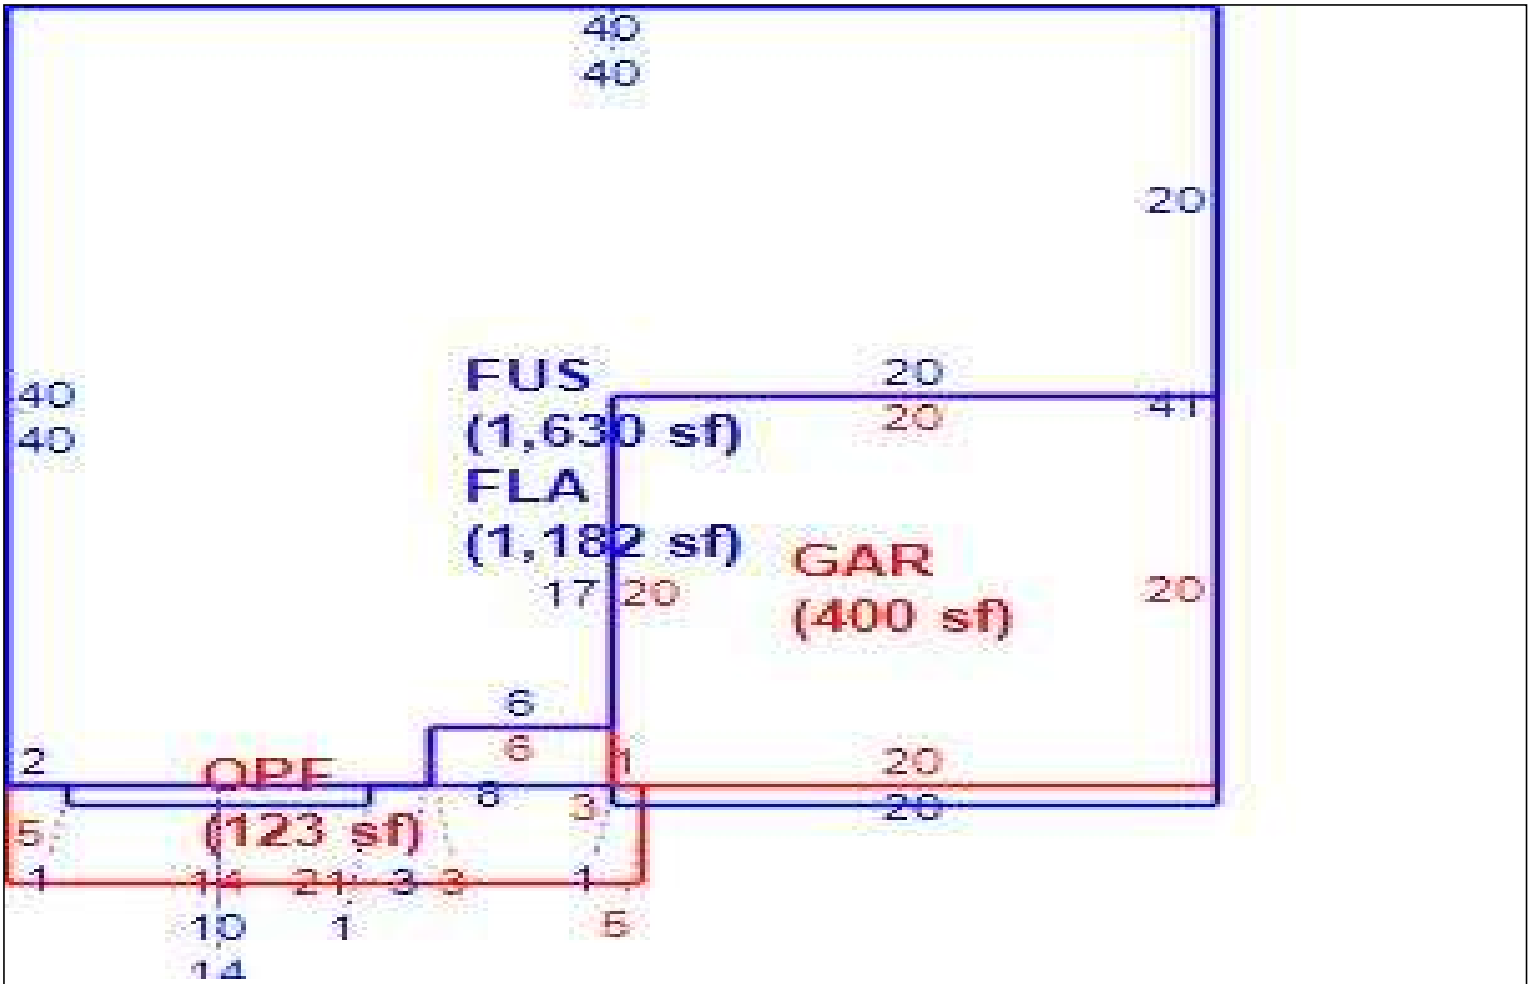 40
40
20
FUS 20
40 41
(1,630 sf) 20
40
FLA
(1,182 sf) GAR
17 20 20
(400 sf)
6
6
2 OPF 1 20
8 3 20
5 (123 sf)
1 14 21 3 3 1
10 1 5
14